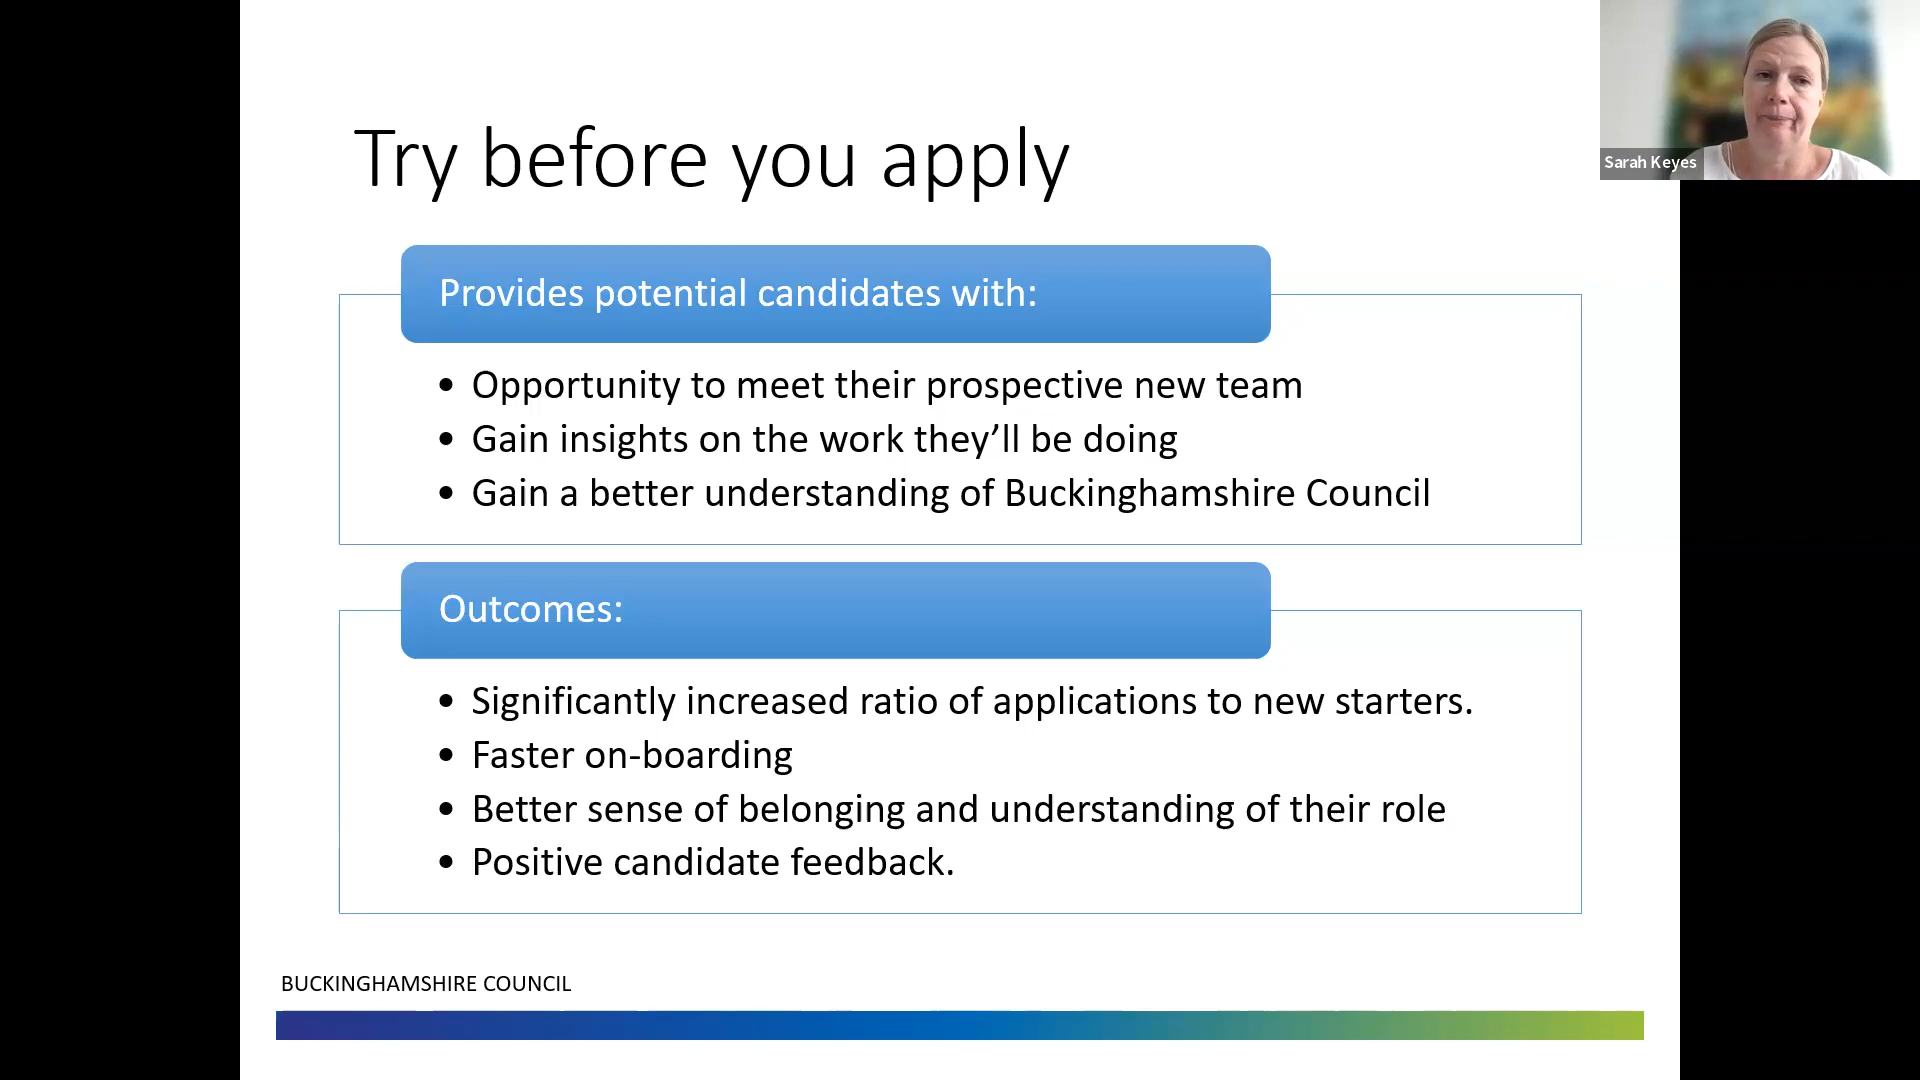 Try before you apply
Sarah Keyes
Provides potential candidates with:
• Opportunity to meet their prospective new team
• Gain insights on the work they’ll be doing
• Gain a better understanding of Buckinghamshire Council
Outcomes:
• Significantly increased ratio of applications to new starters.
• Faster on-boarding
• Better sense of belonging and understanding of their role
• Positive candidate feedback.
BUCKINGHAMSHIRE COUNCIL